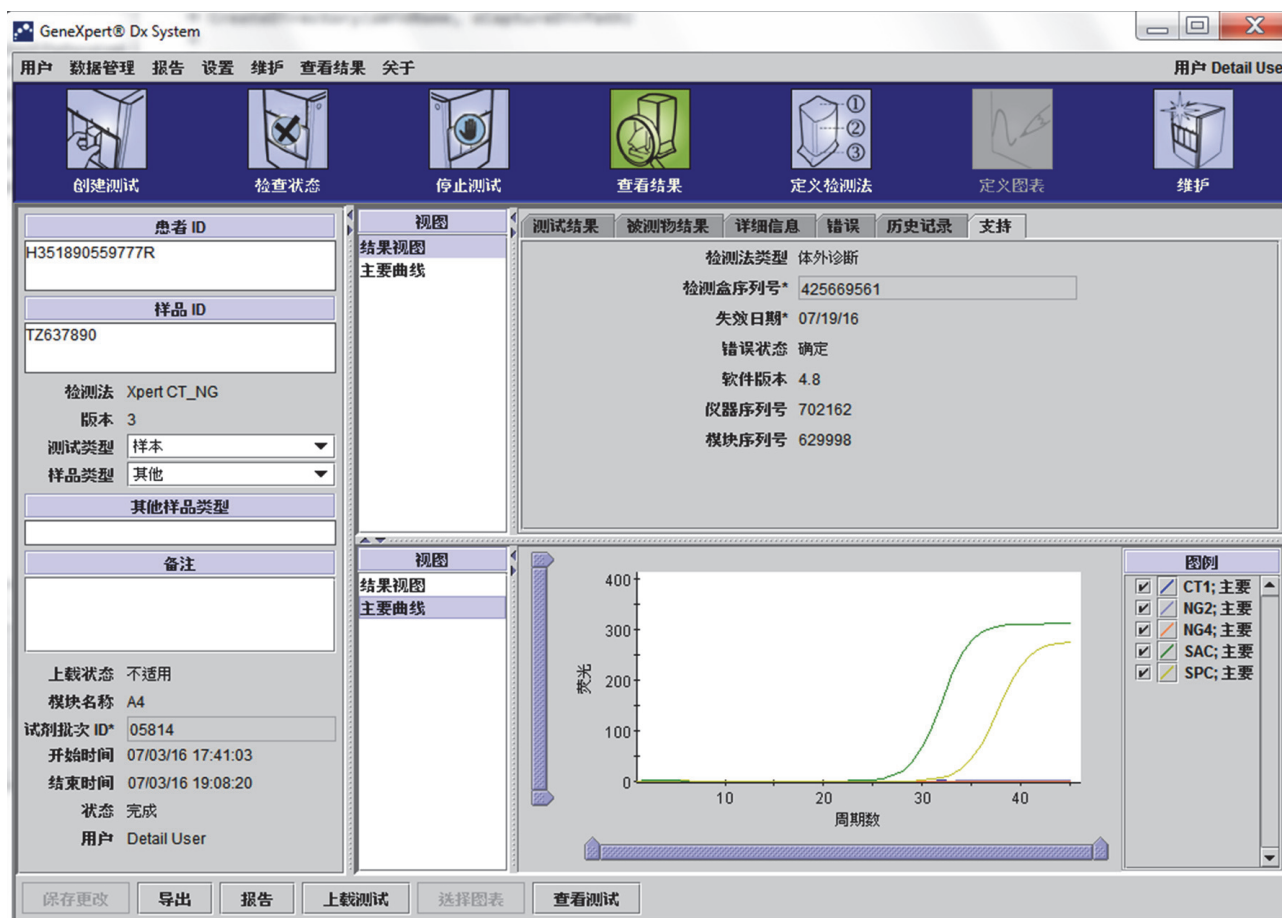 GeneXpert® Dx System
用户 数据管理 报告 设置 维护 查看结果 关于 用户 Detail Use
① ② ③
创建测试 检查状态 停止测试 查看结果 定义检测法 定义图表 维护
患者 ID
H351890559777R
样品 ID
TZ637890
检测法 Xpert CT_NG
版本 3
测试类型 样本
样品类型 其他
其他样品类型
备注
上载状态 不适用
模块名称 A4
试剂批次 ID* 05814
开始时间 07/03/16 17:41:03
结束时间 07/03/16 19:08:20
状态 完成
用户 Detail User
视图
结果视图
主要曲线
测试结果 被测物结果 详细信息 错误 历史记录 支持
检测法类型 体外诊断
检测盒序列号* 425669561
失效日期* 07/19/16
错误状态 确定
软件版本 4.8
仪器序列号 702162
模块序列号 629998
视图
结果视图
主要曲线
荧光
400
300
200
100
0
10 20 30 40
周期数
图例
CT1; 主要
NG2; 主要
NG4; 主要
SAC; 主要
SPC; 主要
保存更改 导出 报告 上载测试 选择图表 查看测试